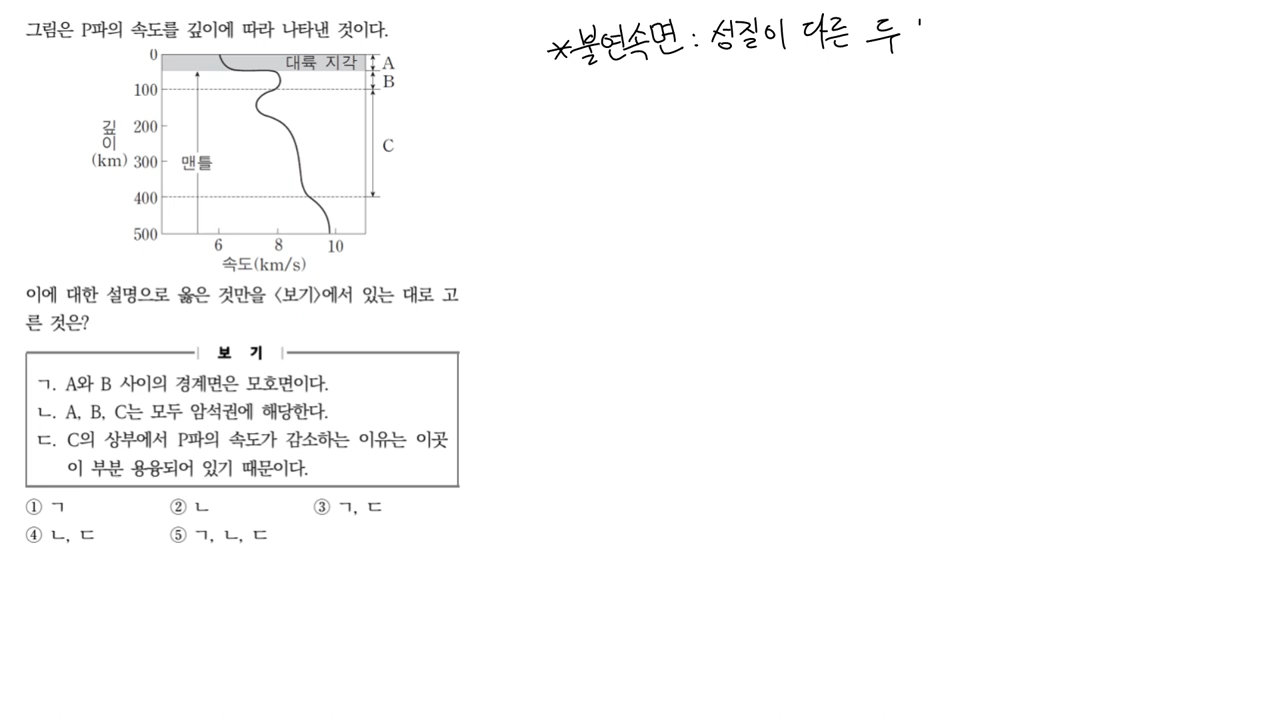 그림은 P파의 속도를 깊이에 따라 나타낸 것이다.
0
대륙 지각
A
B
100
200
깊이
(km)
300
맨틀
C
400
500
6 8 10
속도(km/s)
이에 대한 설명으로 옳은 것만을 〈보기〉에서 있는 대로 고
른 것은?
보 기
ㄱ. A와 B 사이의 경계면은 모호면이다.
ㄴ. A, B, C는 모두 암석권에 해당한다.
ㄷ. C의 상부에서 P파의 속도가 감소하는 이유는 이곳
이 부분 용융되어 있기 때문이다.
① ㄱ ② ㄴ ③ ㄱ, ㄷ
④ ㄴ, ㄷ ⑤ ㄱ, ㄴ, ㄷ
*불연속면 : 성질이 다른 두